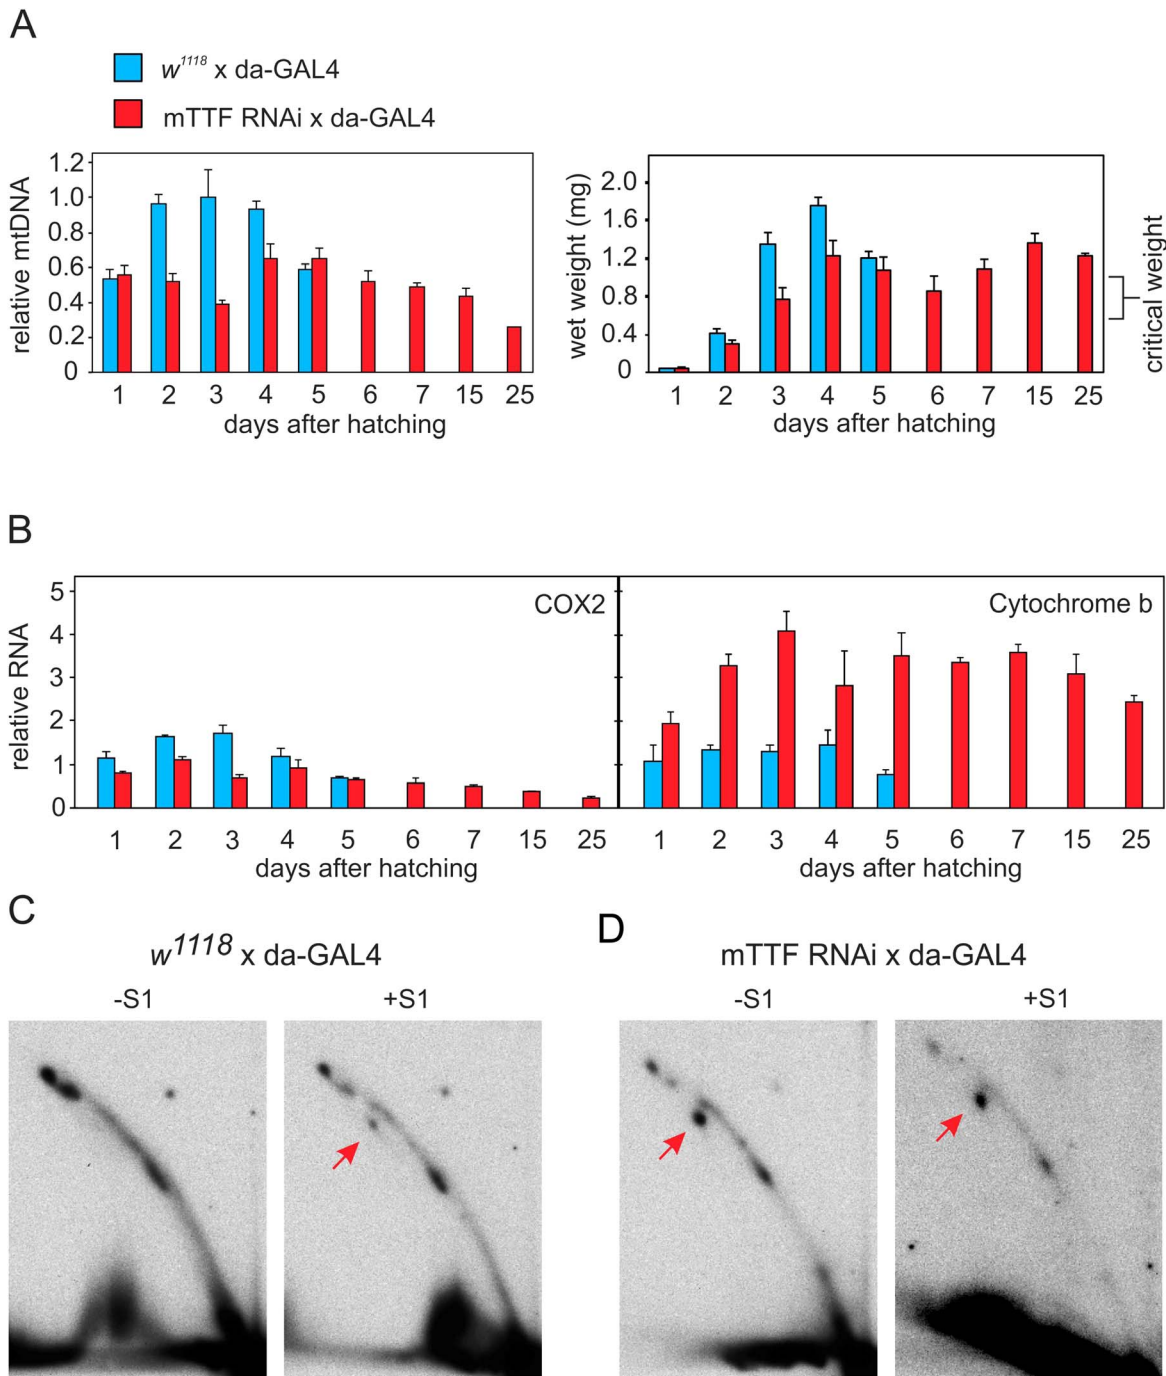 A
w1118 x da-GAL4
mTTF RNAi x da-GAL4
relative mtDNA
1.2
1.0
0.8
0.6
0.4
0.2
0
1 2 3 4 5 6 7 15 25
days after hatching
wet weight (mg)
2.0
1.6
1.2
0.8
0.4
0
1 2 3 4 5 6 7 15 25
days after hatching
critical weight
B
relative RNA
5
4
3
2
1
0
COX2
1 2 3 4 5 6 7 15 25
days after hatching
Cytochrome b
1 2 3 4 5 6 7 15 25
days after hatching
C
w1118 x da-GAL4
-S1 +S1
D
mTTF RNAi x da-GAL4
-S1 +S1